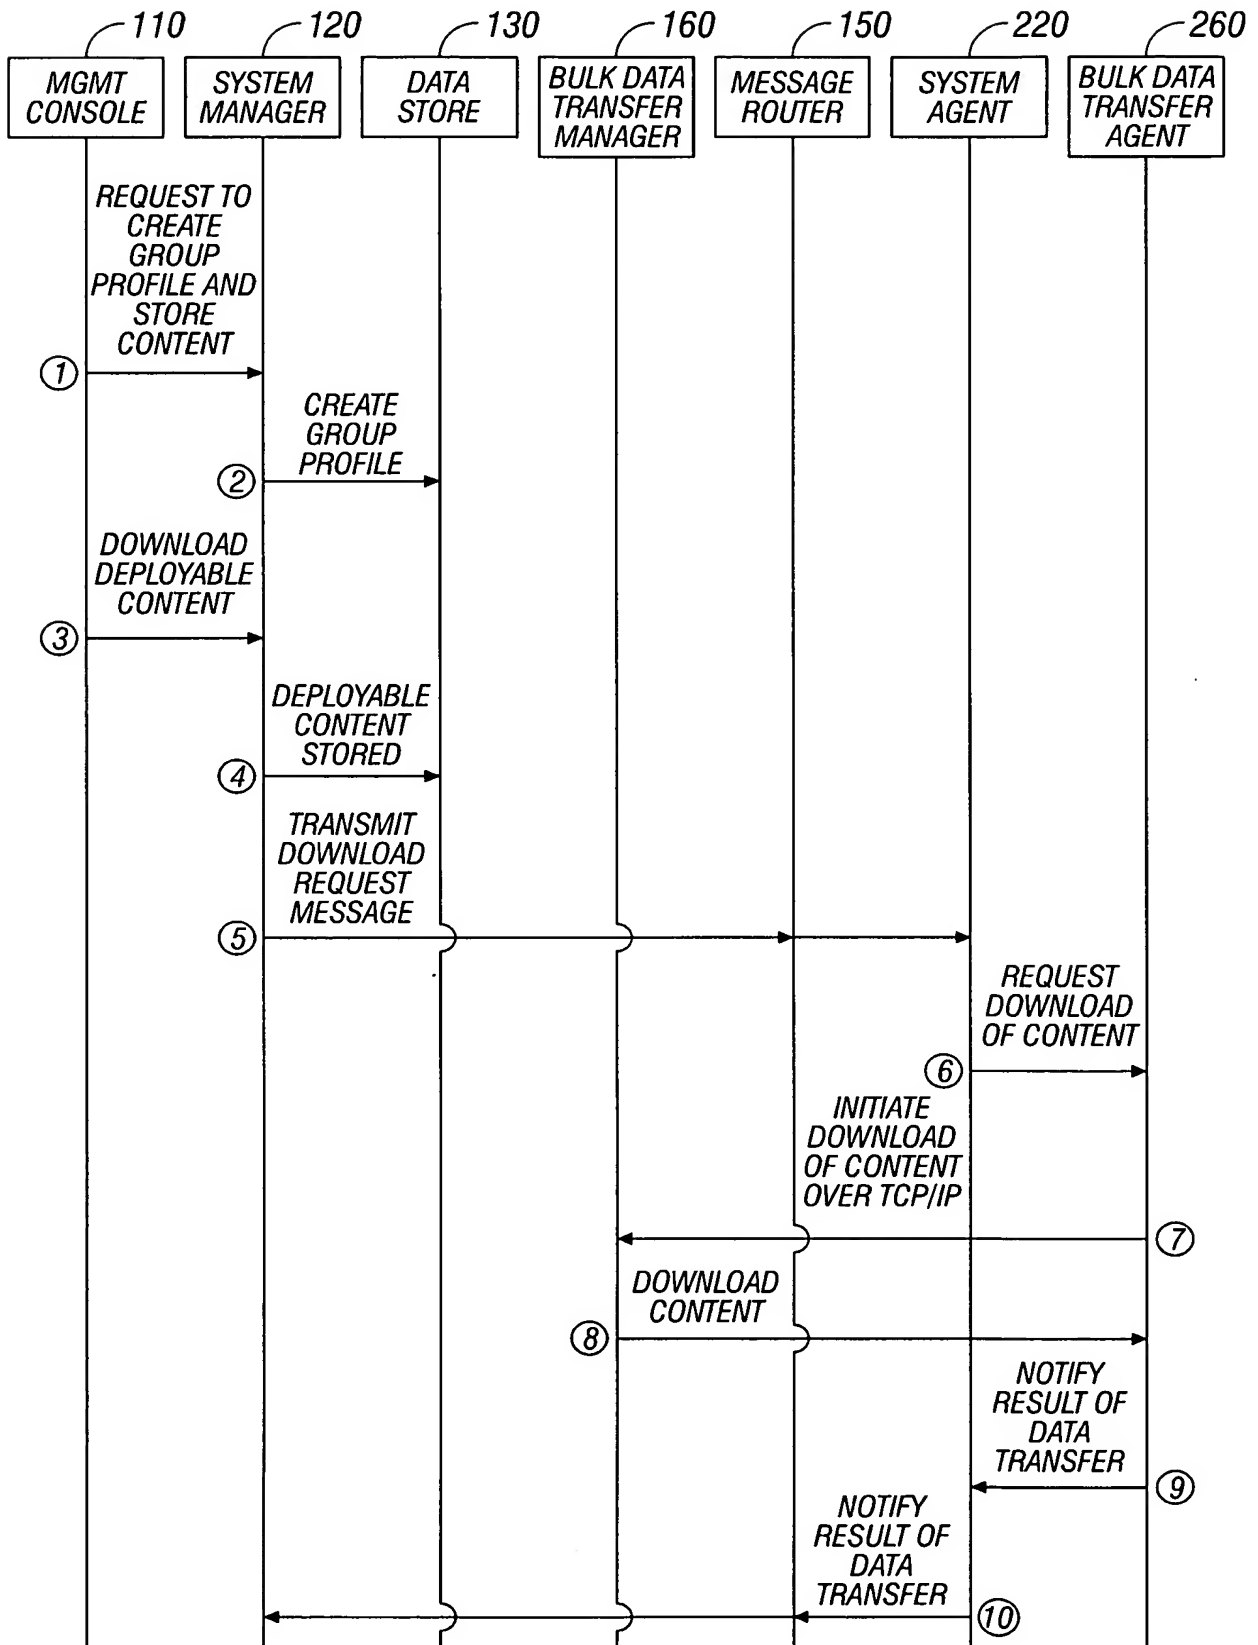 110
120
130
160
150
220
260
MGMT
CONSOLE
SYSTEM
MANAGER
DATA
STORE
BULK DATA
TRANSFER
MANAGER
MESSAGE
ROUTER
SYSTEM
AGENT
BULK DATA
TRANSFER
AGENT
REQUEST TO
CREATE
GROUP
PROFILE AND
STORE
CONTENT
1
CREATE
GROUP
PROFILE
2
DOWNLOAD
DEPLOYABLE
CONTENT
3
DEPLOYABLE
CONTENT
STORED
4
TRANSMIT
DOWNLOAD
REQUEST
MESSAGE
5
REQUEST
DOWNLOAD
OF CONTENT
6
INITIATE
DOWNLOAD
OF CONTENT
OVER TCP/IP
7
DOWNLOAD
CONTENT
8
NOTIFY
RESULT OF
DATA
TRANSFER
9
NOTIFY
RESULT OF
DATA
TRANSFER
10